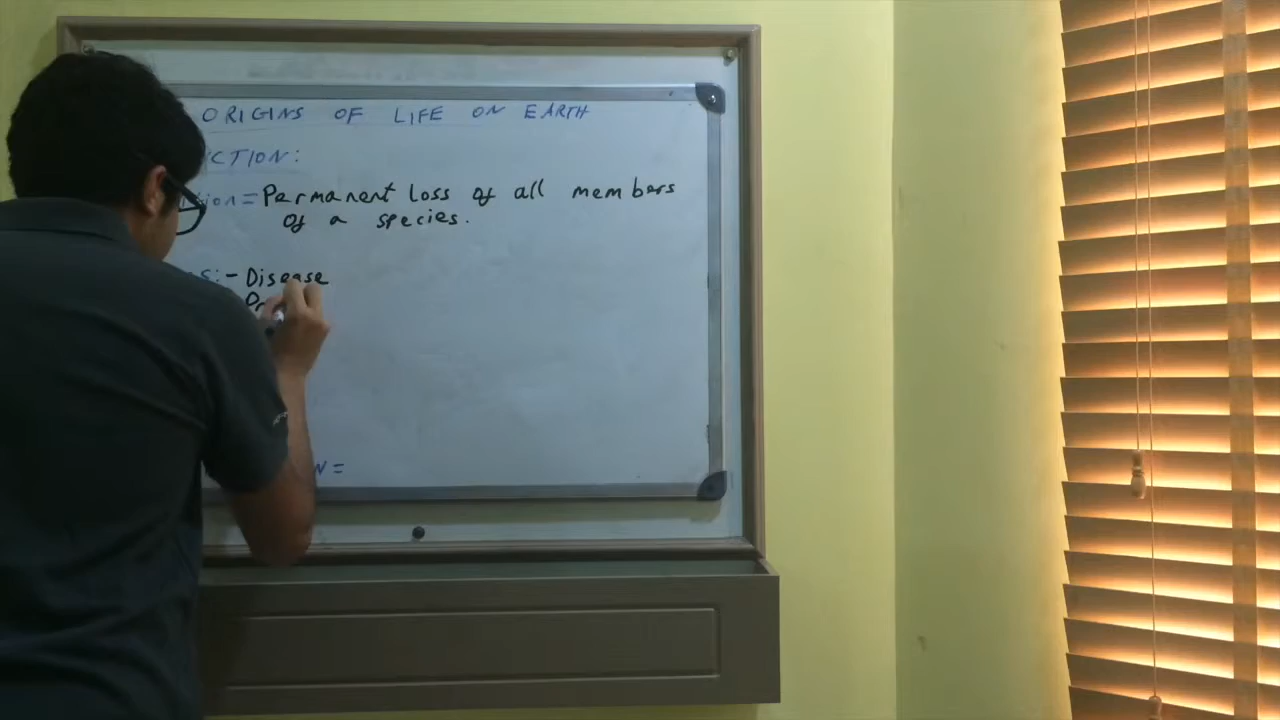 ORIGINS OF LIFE ON EARTH
CTION:
ion = Permanent Loss of all members
of a species.
s:- Disease
N =